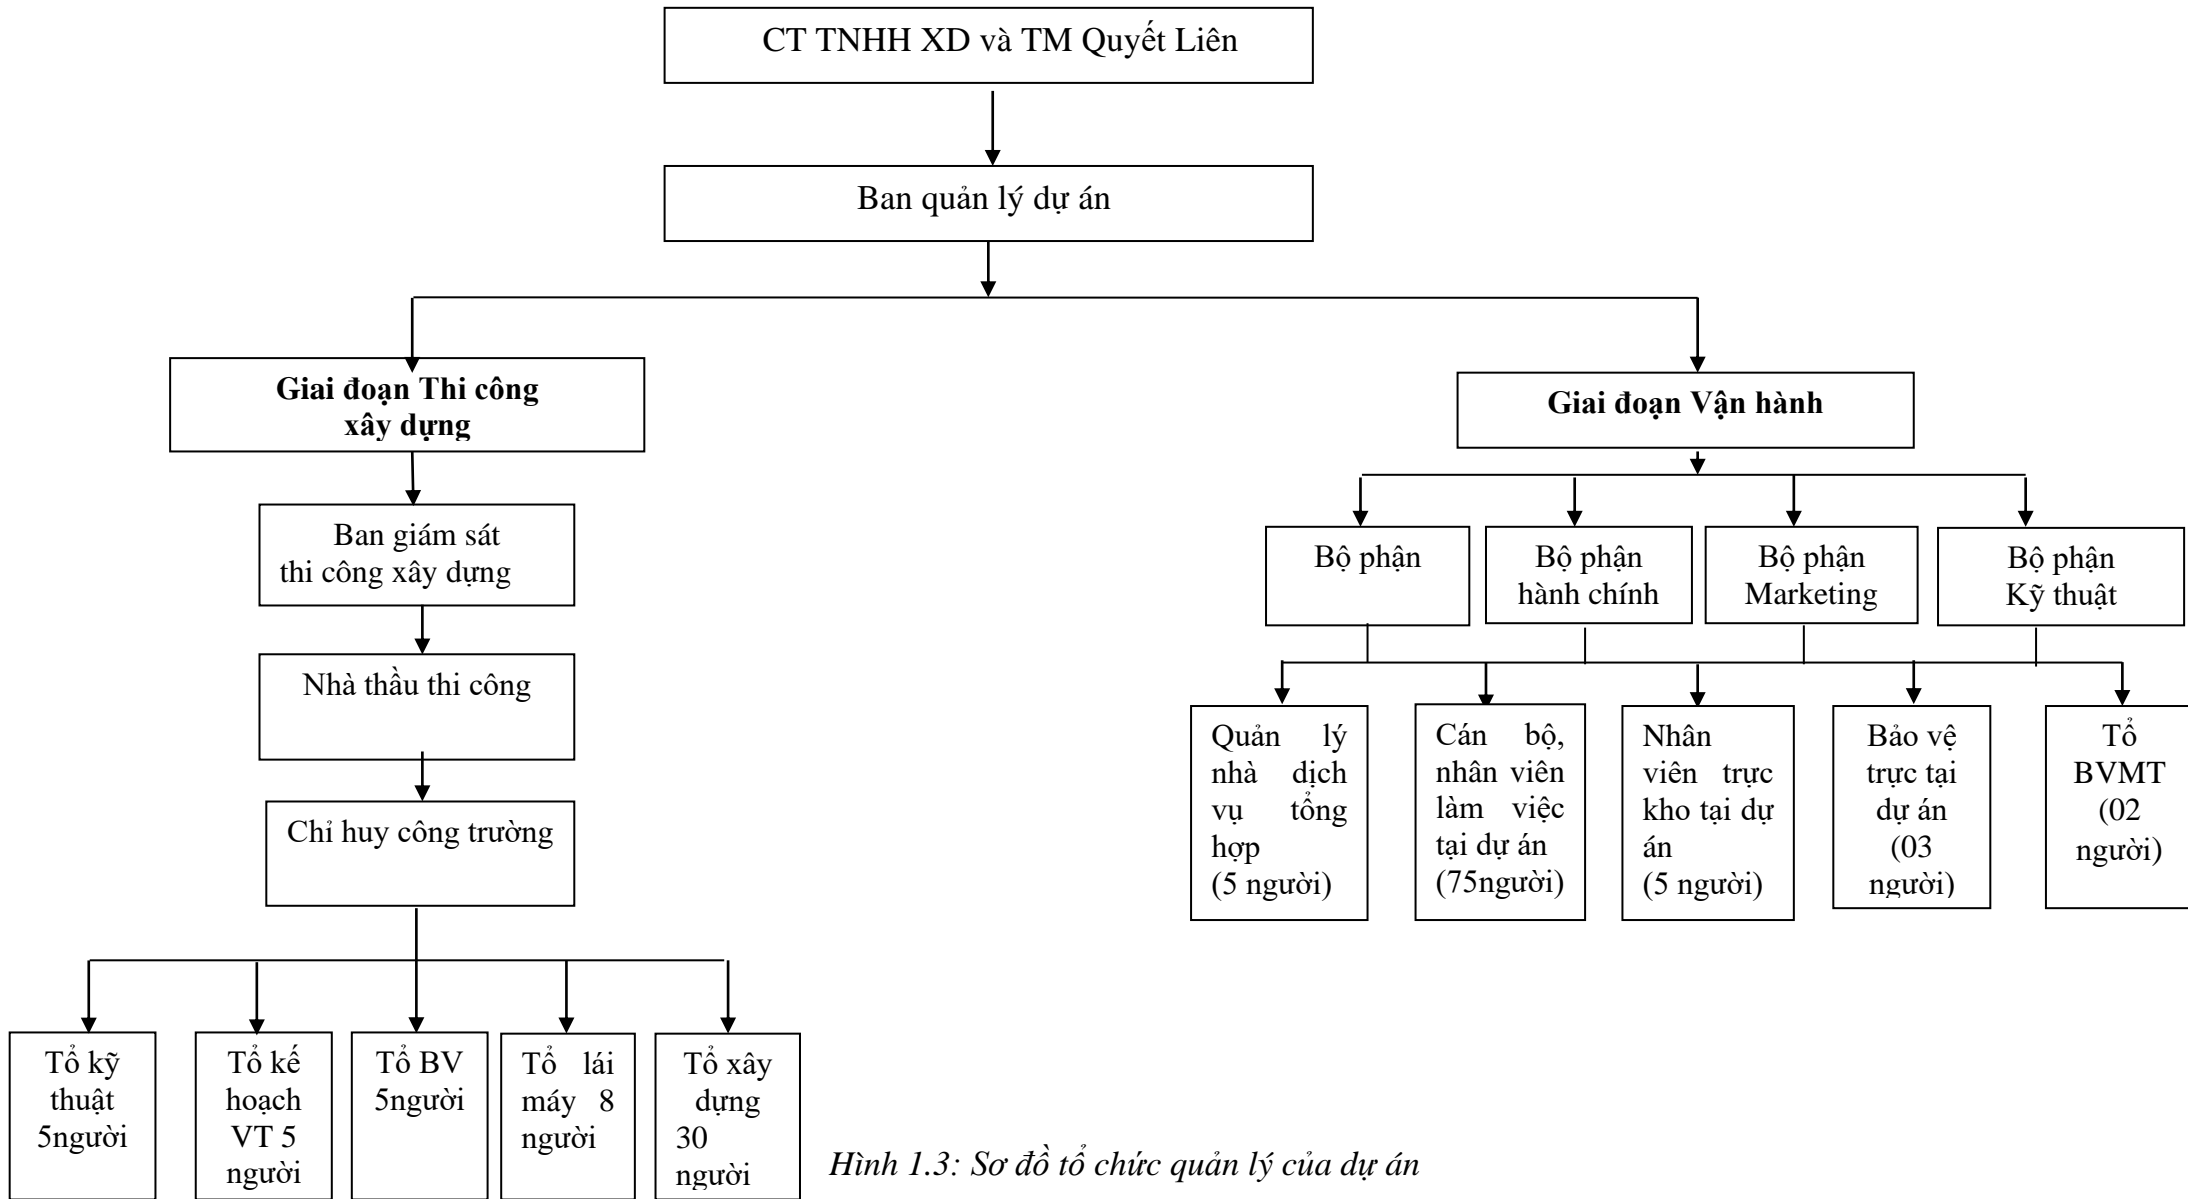 CT TNHH XD và TM Quyết Liên
Ban quản lý dự án
Giai đoạn Thi công
xây dựng
Giai đoạn Vận hành
Ban giám sát
thi công xây dựng
Nhà thầu thi công
Chỉ huy công trường
Bộ phận
Bộ phận
hành chính
Bộ phận
Marketing
Bộ phận
Kỹ thuật
Quản lý
nhà dịch
vụ tổng
hợp
(5 người)
Cán bộ,
nhân viên
làm việc
tại dự án
(75người)
Nhân
viên trực
kho tại dự
án
(5 người)
Bảo vệ
trực tại
dự án
(03
người)
Tổ
BVMT
(02
người)
Tổ kỹ
thuật
5người
Tổ kế
hoạch
VT 5
người
Tổ BV
5người
Tổ lái
máy 8
người
Tổ xây
dựng
30
người
Hình 1.3: Sơ đồ tổ chức quản lý của dự án